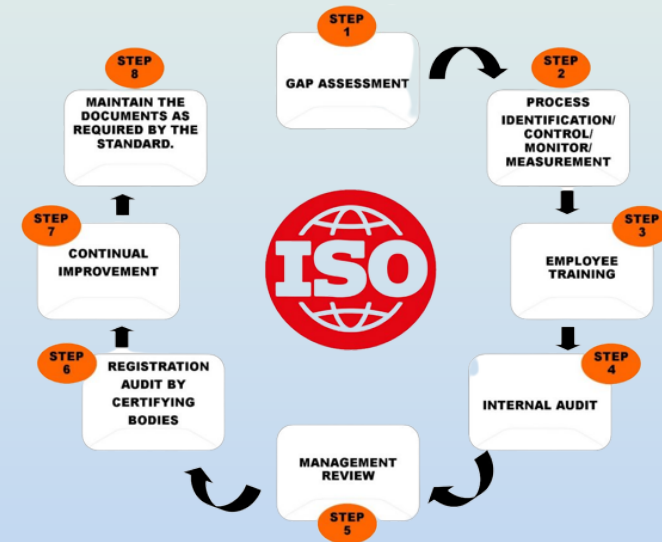 STEP
1
GAP ASSESSMENT
STEP
2
PROCESS
IDENTIFICATION/
CONTROL/
MONITOR/
MEASUREMENT
STEP
3
EMPLOYEE
TRAINING
STEP
4
INTERNAL AUDIT
MANAGEMENT
REVIEW
STEP
5
STEP
6
REGISTRATION
AUDIT BY
CERTIFYING
BODIES
STEP
7
CONTINUAL
IMPROVEMENT
STEP
8
MAINTAIN THE
DOCUMENTS AS
REQUIRED BY THE
STANDARD.
ISO